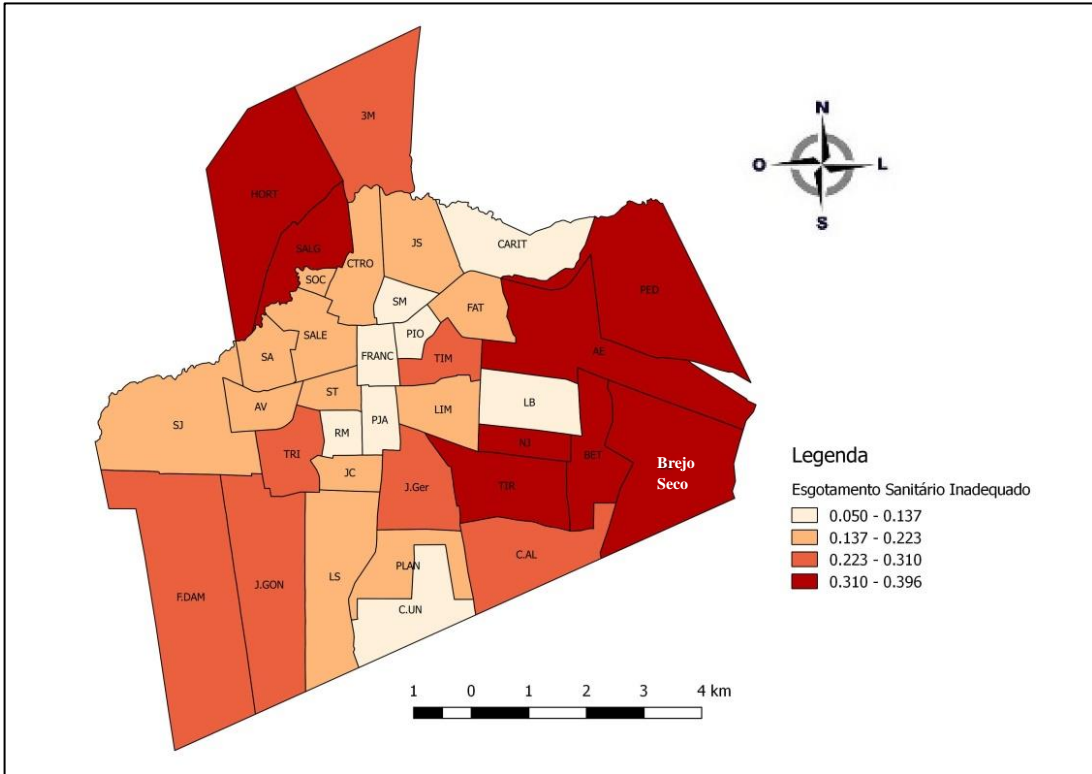 N
O
L
S
3M
HORT
SALG
SOC
CTRO
JS
CARIT
PED
SM
FAT
PIO
SALE
FRANC
TIM
AE
SA
ST
AV
PJA
LIM
LB
SJ
RM
NJ
BET
TRI
JC
J.Ger
TIR
Brejo
Seco
C.AL
PLAN
LS
J.GON
F.DAM
C.UN
Legenda
Esgotamento Sanitário Inadequado
0.050 - 0.137
0.137 - 0.223
0.223 - 0.310
0.310 - 0.396
1 0 1 2 3 4 km